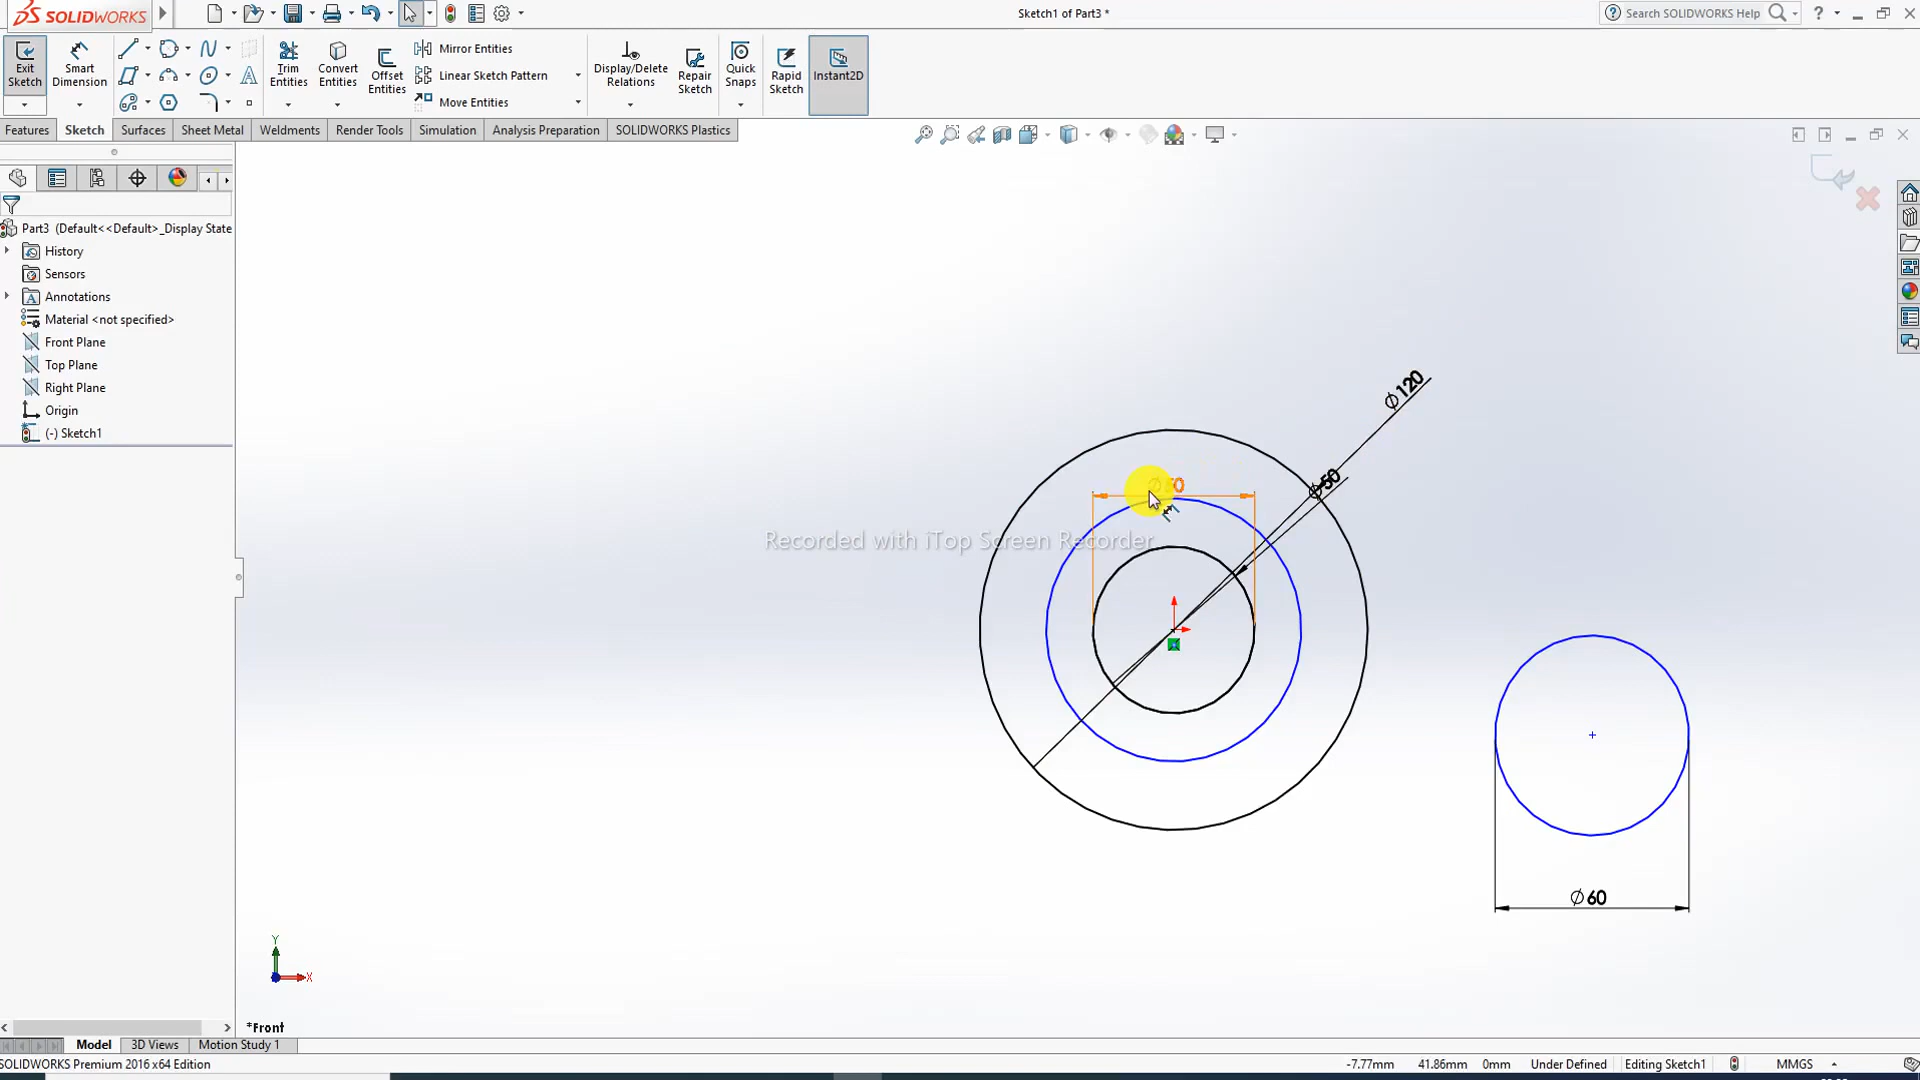 SOLIDWORKS
Sketch1 of Part3 *
Search SOLIDWORKS Help
Exit Sketch
Smart Dimension
Trim Entities
Convert Entities
Offset Entities
Mirror Entities
Linear Sketch Pattern
Move Entities
Display/Delete Relations
Repair Sketch
Quick Snaps
Rapid Sketch
Instant2D
Features
Sketch
Surfaces
Sheet Metal
Weldments
Render Tools
Simulation
Analysis Preparation
SOLIDWORKS Plastics
Part3 (Default<<Default>_Display State
History
Sensors
Annotations
Material <not specified>
Front Plane
Top Plane
Right Plane
Origin
(-) Sketch1
∅120
∅50
Recorded with iTop Screen Recorder
∅60
Y
X
*Front
Model
3D Views
Motion Study 1
SOLIDWORKS Premium 2016 x64 Edition
-7.77mm
41.86mm
0mm
Under Defined
Editing Sketch1
MMGS